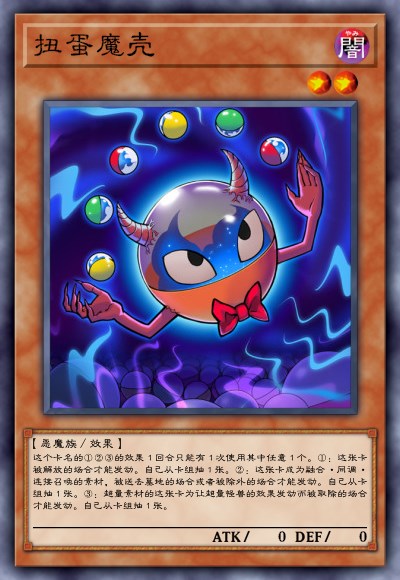 扭蛋魔壳
やみ
闇
【恶魔族／效果】
这个卡名的①②③的效果１回合只能有１次使用其中任意１个。①：这张卡
被解放的场合才能发动。自己从卡组抽１张。②：这张卡成为融合·同调·
连接召唤的素材，被送去墓地的场合或者被除外的场合才能发动。自己从卡
组抽１张。③：超量素材的这张卡为让超量怪兽的效果发动而被取除的场合
才能发动。自己从卡组抽１张。
ATK/ 0 DEF/ 0